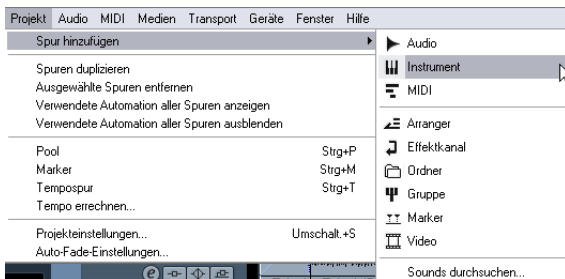 Projekt Audio MIDI Medien Transport Geräte Fenster Hilfe
Spur hinzufügen
Spuren duplizieren
Ausgewählte Spuren entfernen
Verwendete Automation aller Spuren anzeigen
Verwendete Automation aller Spuren ausblenden
Pool Strg+P
Marker Strg+M
Tempospur Strg+T
Tempo errechnen...
Projekteinstellungen... Umschalt.+S
Auto-Fade-Einstellungen...
Audio
Instrument
MIDI
Arranger
Effektkanal
Ordner
Gruppe
Marker
Video
Sounds durchsuchen...